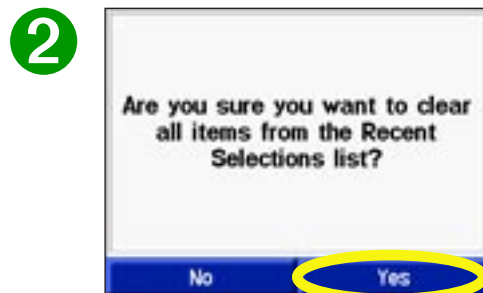 2
Are you sure you want to clear
all items from the Recent
Selections list?
No Yes